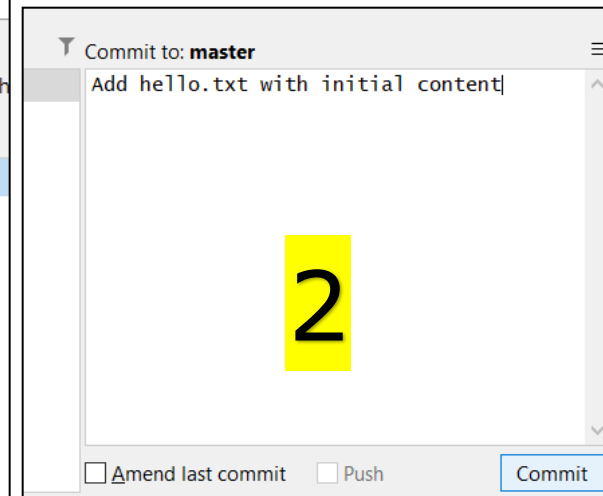 Commit to: master
Add hello.txt with initial content
2
Amend last commit Push Commit